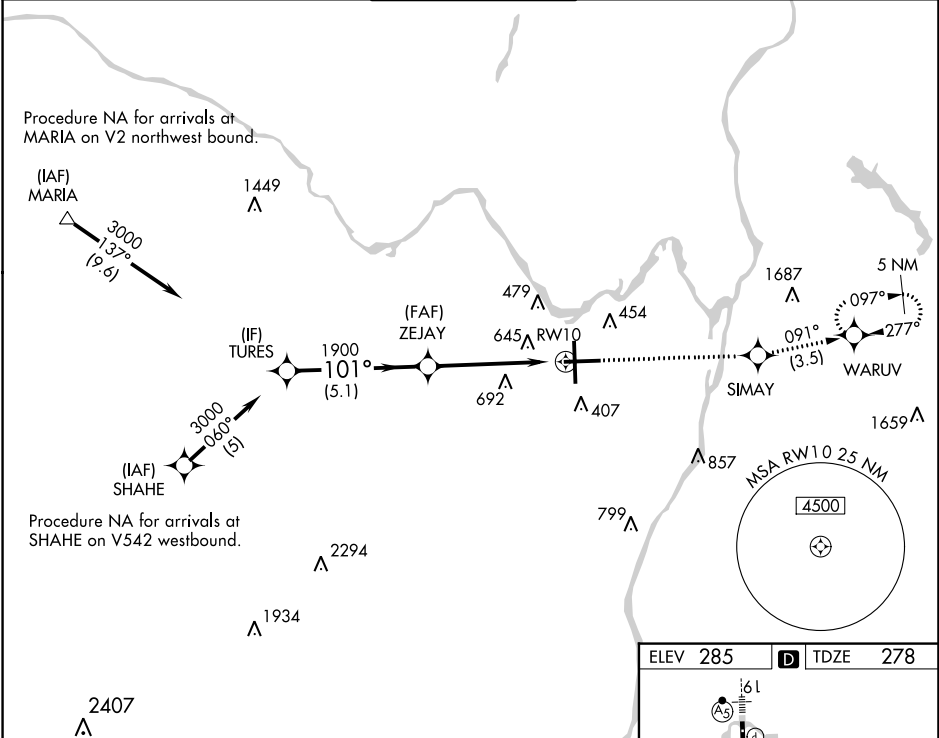 Procedure NA for arrivals at
MARIA on V2 northwest bound.
(IAF)
MARIA
1449
3000
137°
(9.6)
5 NM
1687
097°
479
(FAF)
ZEJAY
454
277°
(IF)
TURES
645
RW10
091°
(3.5)
1900
101°
(5.1)
WARUV
SIMAY
692
407
3000
060°
(5)
1659
(IAF)
SHAHE
857
MSA RW10 25 NM
4500
Procedure NA for arrivals at
SHAHE on V542 westbound.
799
2294
1934
ELEV 285
D
TDZE 278
19
A5
2407